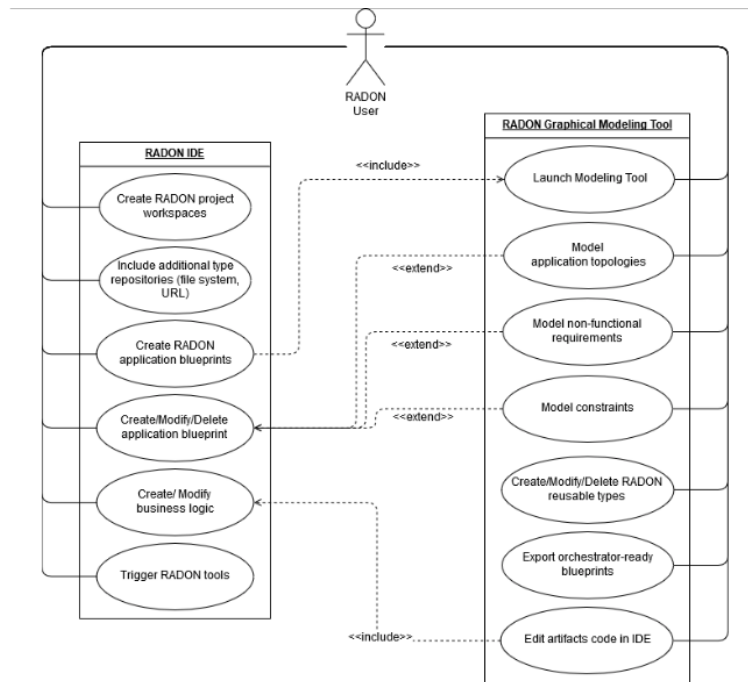 RADON
User
RADON IDE
Create RADON project
workspaces
Include additional type
repositories (file system,
URL)
Create RADON
application blueprints
Create/Modify/Delete
application blueprint
Create/ Modify
business logic
Trigger RADON tools
<<include>>
<<extend>>
<<extend>>
<<extend>>
<<include>>
RADON Graphical Modeling Tool
Launch Modeling Tool
Model
application topologies
Model non-functional
requirements
Model constraints
Create/Modify/Delete RADON
reusable types
Export orchestrator-ready
blueprints
Edit artifacts code in IDE